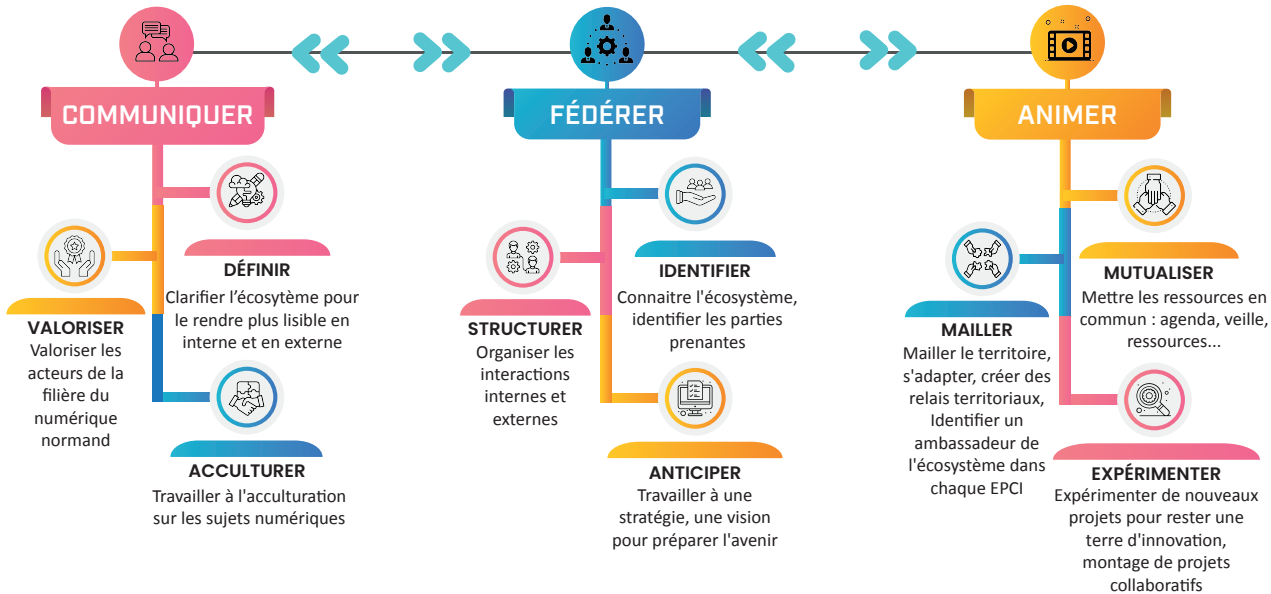 COMMUNIQUER
DÉFINIR
Clarifier l’écosytème pour
le rendre plus lisible en
interne et en externe
VALORISER
Valoriser les
acteurs de la
filière du
numérique
normand
ACCULTURER
Travailler à l'acculturation
sur les sujets numériques
FÉDÉRER
IDENTIFIER
Connaitre l'écosystème,
identifier les parties
prenantes
STRUCTURER
Organiser les
interactions
internes et
externes
ANTICIPER
Travailler à une
stratégie, une vision
pour préparer l'avenir
ANIMER
MUTUALISER
Mettre les ressources en
commun : agenda, veille,
ressources...
MAILLER
Mailler le territoire,
s'adapter, créer des
relais territoriaux,
Identifier un
ambassadeur de
l'écosystème dans
chaque EPCI
EXPÉRIMENTER
Expérimenter de nouveaux
projets pour rester une
terre d'innovation,
montage de projets
collaboratifs